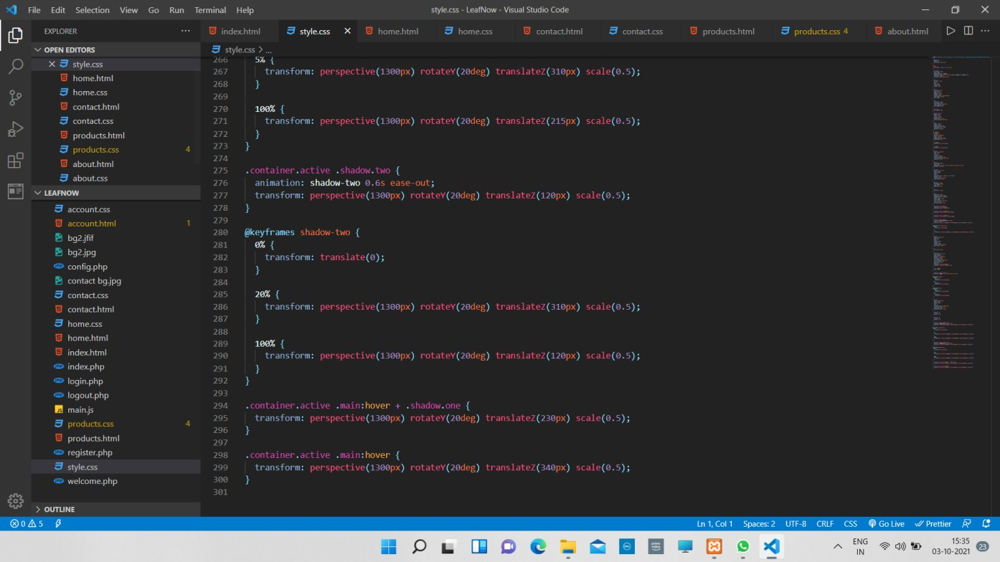 File Edit Selection View Go Run Terminal Help
style.css - LeafNow - Visual Studio Code
EXPLORER
index.html style.css home.html home.css contact.html contact.css products.html products.css 4 about.html
OPEN EDITORS
style.css
home.html
home.css
contact.html
contact.css
products.html
products.css 4
about.html
about.css
LEAFNOW
account.css
account.html 1
bg2.jfif
bg2.jpg
config.php
contact bg.jpg
contact.css
contact.html
home.css
home.html
index.html
index.php
login.php
logout.php
main.js
products.css 4
products.html
register.php
style.css
welcome.php
OUTLINE
style.css > ...
266 5% {
267 transform: perspective(1300px) rotateY(20deg) translateZ(310px) scale(0.5);
268 }
269
270 100% {
271 transform: perspective(1300px) rotateY(20deg) translateZ(215px) scale(0.5);
272 }
273 }
274
275 .container.active .shadow.two {
276 animation: shadow-two 0.6s ease-out;
277 transform: perspective(1300px) rotateY(20deg) translateZ(120px) scale(0.5);
278 }
279
280 @keyframes shadow-two {
281 0% {
282 transform: translate(0);
283 }
284
285 20% {
286 transform: perspective(1300px) rotateY(20deg) translateZ(310px) scale(0.5);
287 }
288
289 100% {
290 transform: perspective(1300px) rotateY(20deg) translateZ(120px) scale(0.5);
291 }
292 }
293
294 .container.active .main:hover + .shadow.one {
295 transform: perspective(1300px) rotateY(20deg) translateZ(230px) scale(0.5);
296 }
297
298 .container.active .main:hover {
299 transform: perspective(1300px) rotateY(20deg) translateZ(340px) scale(0.5);
300 }
301
0 5
Ln 1, Col 1 Spaces: 2 UTF-8 CRLF CSS Go Live Prettier
ENG
IN
15:35
03-10-2021
23